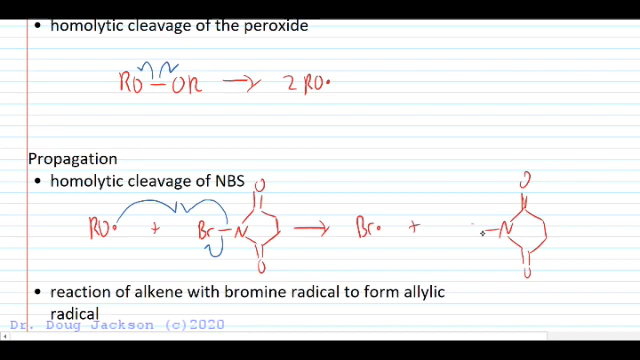 • homolytic cleavage of the peroxide
RO — OR → 2 RO•
Propagation
• homolytic cleavage of NBS
O O
RO• + Br — N → Br• + — N
O O
• reaction of alkene with bromine radical to form allylic
radical
Dr. Doug Jackson (c)2020